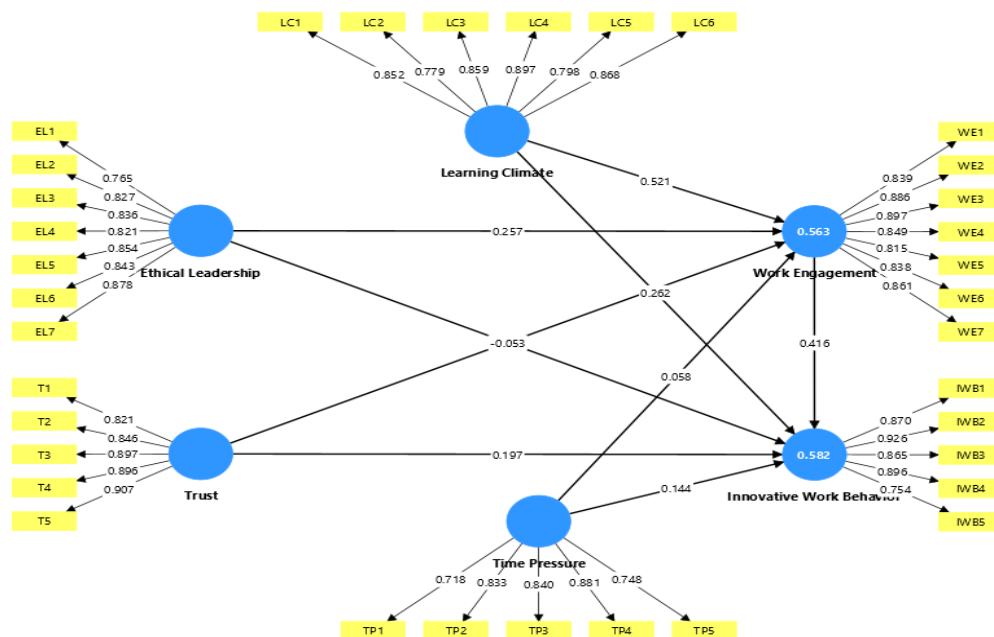 LC1 LC2 LC3 LC4 LC5 LC6
0.852 0.779 0.859 0.897 0.798 0.868
Learning Climate
EL1
EL2
EL3
EL4
EL5
EL6
EL7
0.765
0.827
0.836
0.821
0.854
0.843
0.878
Ethical Leadership
0.521
0.257
0.262
-0.053
0.058
0.416
0.197
0.144
WE1
WE2
WE3
WE4
WE5
WE6
WE7
0.839
0.886
0.897
0.849
0.815
0.838
0.861
0.563
Work Engagement
T1
T2
T3
T4
T5
0.821
0.846
0.897
0.896
0.907
Trust
IWB1
IWB2
IWB3
IWB4
IWB5
0.870
0.926
0.865
0.896
0.754
0.582
Innovative Work Behavior
Time Pressure
0.718 0.833 0.840 0.881 0.748
TP1 TP2 TP3 TP4 TP5